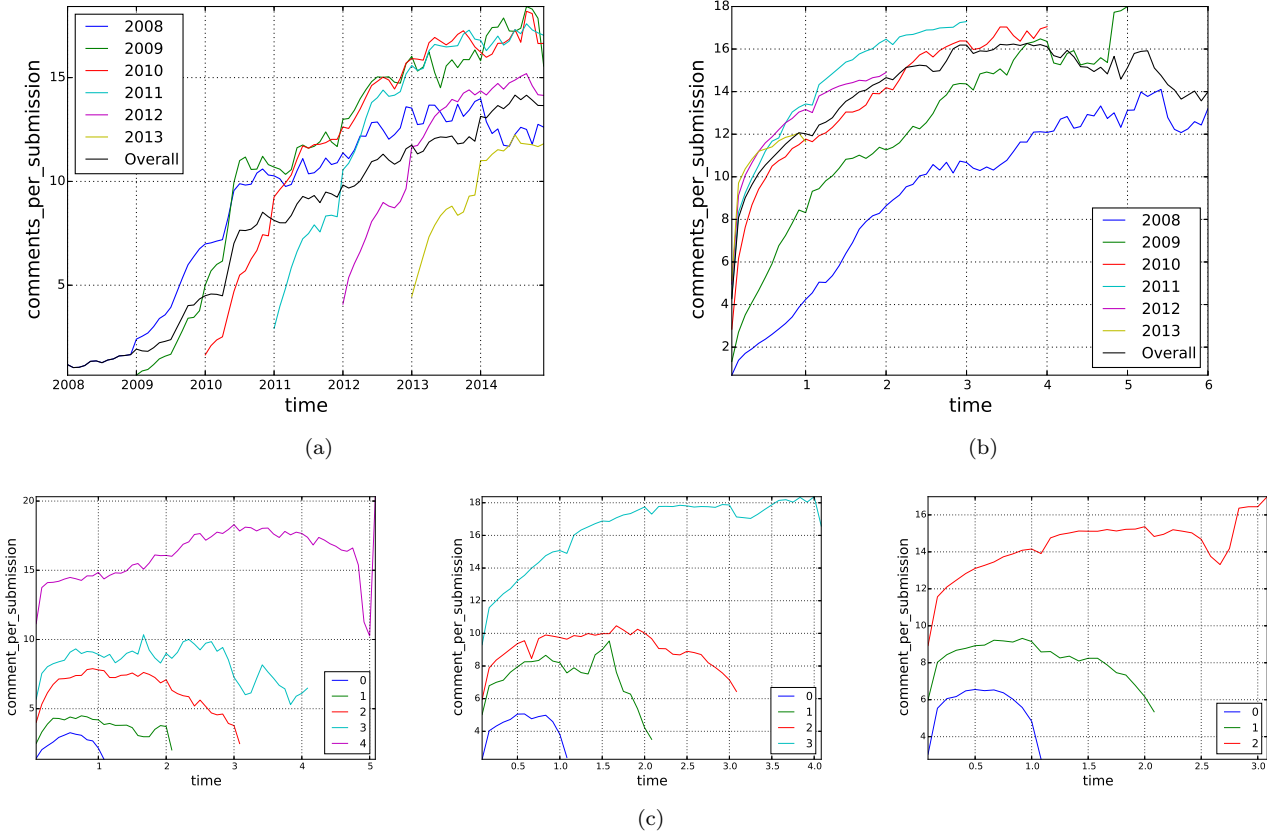 comments_per_submission
15
10
5
2008
2009
2010
2011
2012
2013
Overall
2008 2009 2010 2011 2012 2013 2014
time
(a)
comments_per_submission
18
16
14
12
10
8
6
4
2
2008
2009
2010
2011
2012
2013
Overall
1 2 3 4 5 6
time
(b)
comment_per_submission
20
15
10
5
0
1
2
3
4
1 2 3 4 5
time
comment_per_submission
18
16
14
12
10
8
6
4
0
1
2
3
0.5 1.0 1.5 2.0 2.5 3.0 3.5 4.0
time
comment_per_submission
16
14
12
10
8
6
4
0
1
2
0.5 1.0 1.5 2.0 2.5 3.0
time
(c)